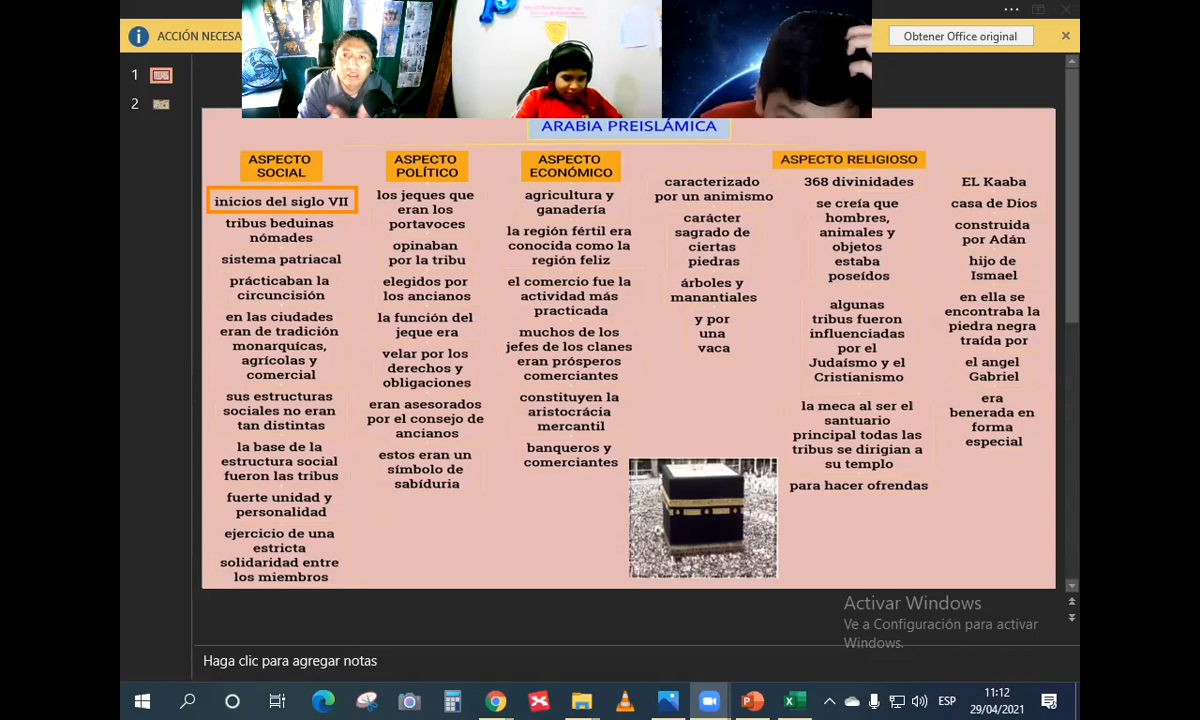 ACCIÓN NECESA
Obtener Office original
1
2
ARABIA PREISLÁMICA
ASPECTO
SOCIAL
inicios del siglo VII
tribus beduinas
nómades
sistema patriacal
prácticaban la
circuncisión
en las ciudades
eran de tradición
monarquícas,
agrícolas y
comercial
sus estructuras
sociales no eran
tan distintas
la base de la
estructura social
fueron las tribus
fuerte unidad y
personalidad
ejercicio de una
estricta
solidaridad entre
los miembros
ASPECTO
POLÍTICO
los jeques que
eran los
portavoces
opinaban
por la tribu
elegidos por
los ancianos
la función del
jeque era
velar por los
derechos y
obligaciones
eran asesorados
por el consejo de
ancianos
estos eran un
símbolo de
sabíduria
ASPECTO
ECONÓMICO
agricultura y
ganadería
la región fértil era
conocida como la
región feliz
el comercio fue la
actividad más
practicada
muchos de los
jefes de los clanes
eran prósperos
comerciantes
constituyen la
aristocrácia
mercantil
banqueros y
comerciantes
ASPECTO RELIGIOSO
caracterizado
por un animismo
carácter
sagrado de
ciertas
piedras
árboles y
manantiales
y por
una
vaca
368 divinidades
se creía que
hombres,
animales y
objetos
estaba
poseídos
algunas
tribus fueron
influenciadas
por el
Judaísmo y el
Cristianismo
la meca al ser el
santuario
principal todas las
tribus se dirigian a
su templo
para hacer ofrendas
EL Kaaba
casa de Dios
construida
por Adán
hijo de
Ismael
en ella se
encontraba la
piedra negra
traída por
el angel
Gabriel
era
benerada en
forma
especial
Activar Windows
Ve a Configuración para activar
Windows.
Haga clic para agregar notas
ESP
11:12
29/04/2021